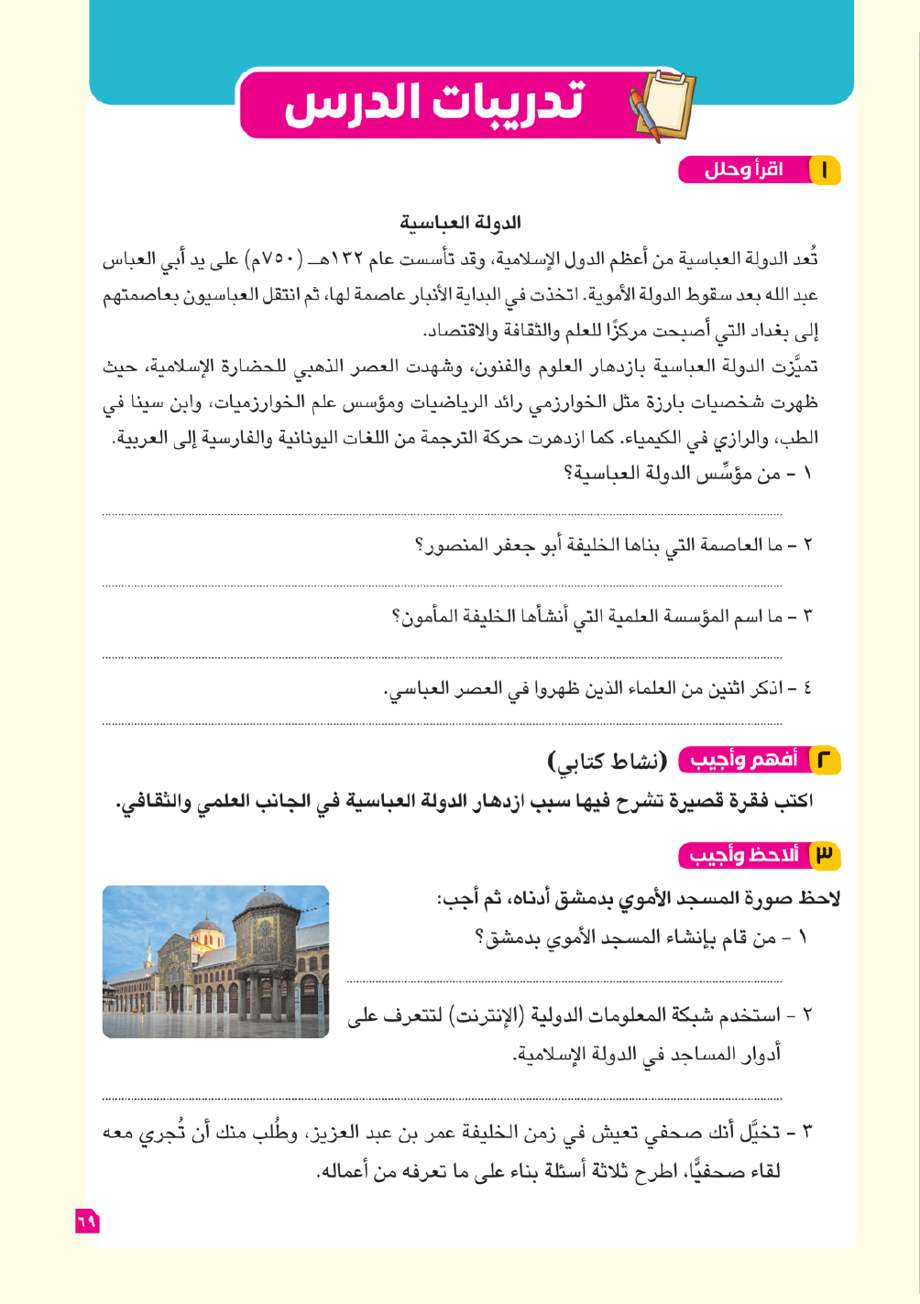 تدريبات الدرس
١ اقرأ وحلل
الدولة العباسية
تُعد الدولة العباسية من أعظم الدول الإسلامية، وقد تأسست عام ١٣٢هـ (٧٥٠م) على يد أبي العباس
عبد الله بعد سقوط الدولة الأموية. اتخذت في البداية الأنبار عاصمة لها، ثم انتقل العباسيون بعاصمتهم
إلى بغداد التي أصبحت مركزًا للعلم والثقافة والاقتصاد.
تميَّزت الدولة العباسية بازدهار العلوم والفنون، وشهدت العصر الذهبي للحضارة الإسلامية، حيث
ظهرت شخصيات بارزة مثل الخوارزمي رائد الرياضيات ومؤسس علم الخوارزميات، وابن سينا في
الطب، والرازي في الكيمياء. كما ازدهرت حركة الترجمة من اللغات اليونانية والفارسية إلى العربية.
١ - من مؤسِّس الدولة العباسية؟
٢ - ما العاصمة التي بناها الخليفة أبو جعفر المنصور؟
٣ - ما اسم المؤسسة العلمية التي أنشأها الخليفة المأمون؟
٤ - اذكر اثنين من العلماء الذين ظهروا في العصر العباسي.
٢ أفهم وأجيب (نشاط كتابي)
اكتب فقرة قصيرة تشرح فيها سبب ازدهار الدولة العباسية في الجانب العلمي والثقافي.
٣ ألاحظ وأجيب
لاحظ صورة المسجد الأموي بدمشق أدناه، ثم أجب:
١ - من قام بإنشاء المسجد الأموي بدمشق؟
٢ - استخدم شبكة المعلومات الدولية (الإنترنت) لتتعرف على
أدوار المساجد في الدولة الإسلامية.
٣ - تخيَّل أنك صحفي تعيش في زمن الخليفة عمر بن عبد العزيز، وطُلب منك أن تُجري معه
لقاء صحفيًّا، اطرح ثلاثة أسئلة بناء على ما تعرفه من أعماله.
٦٩